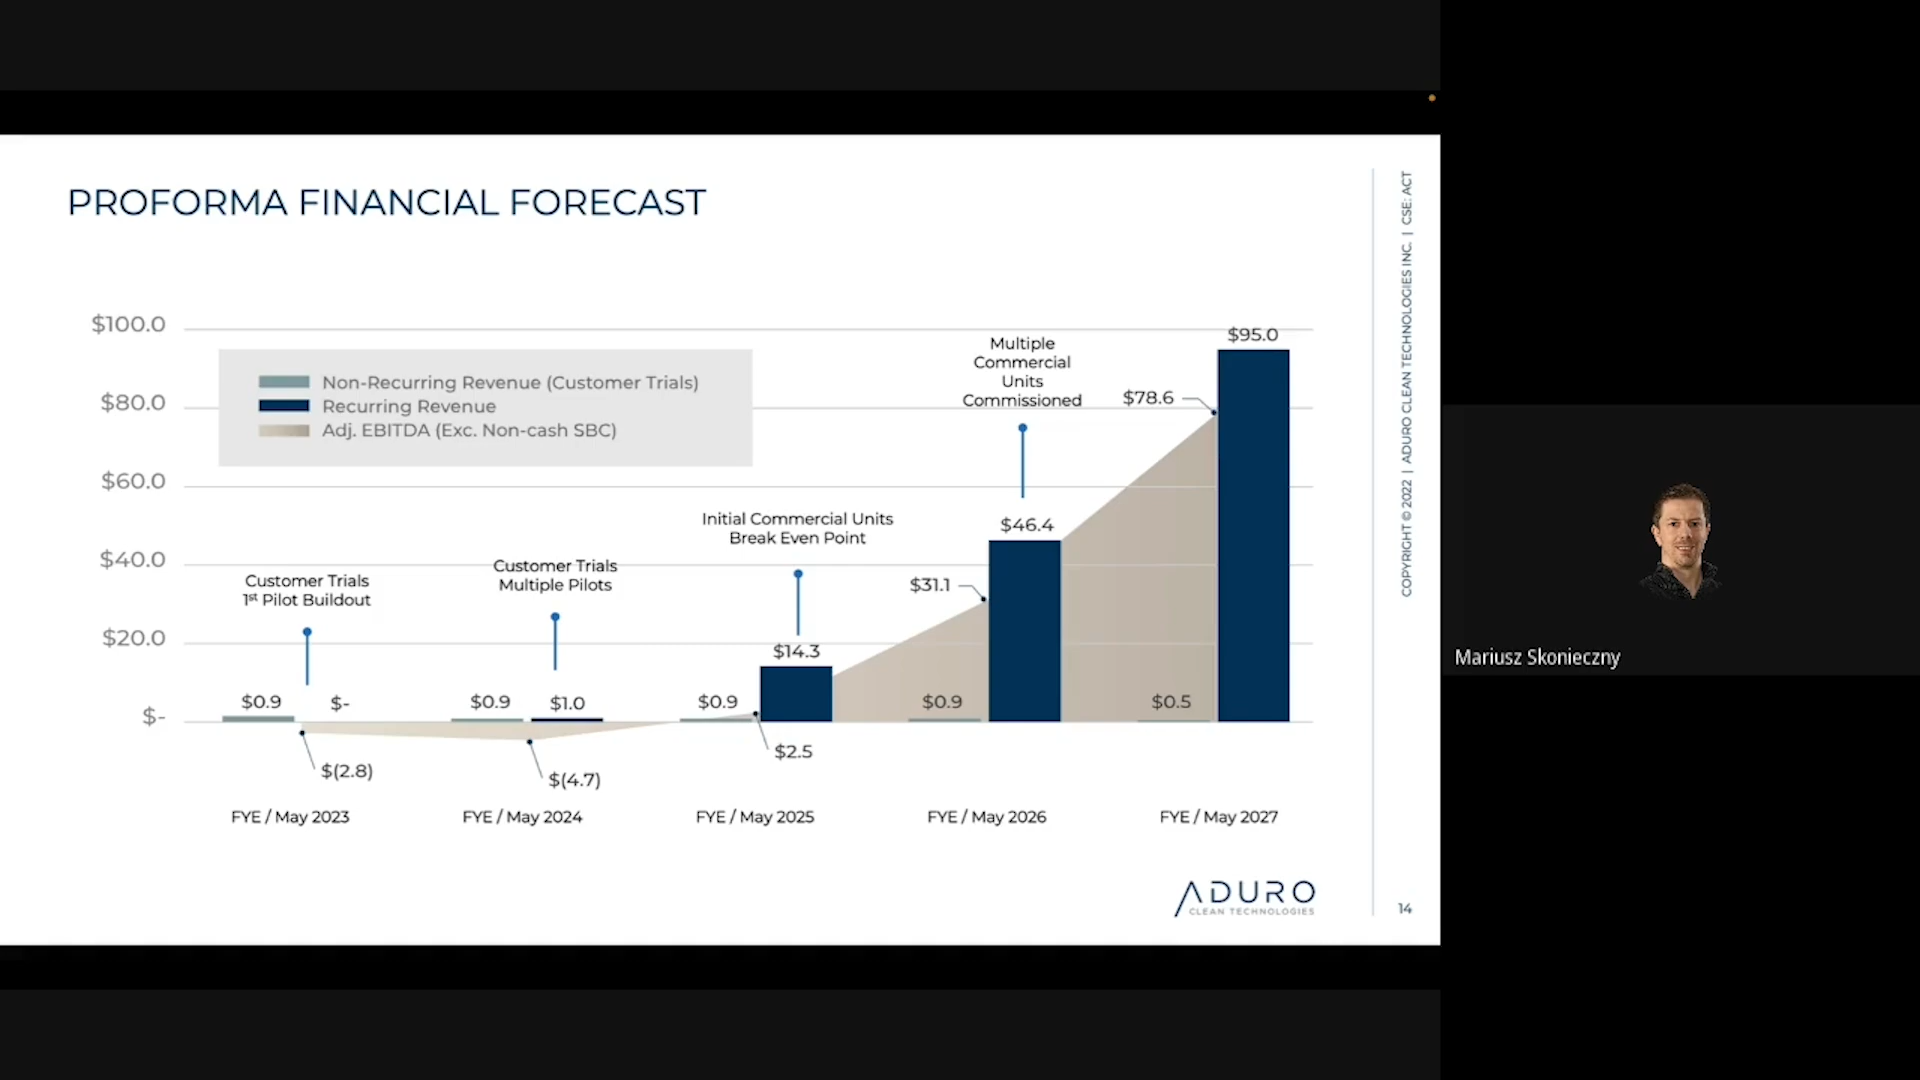 PROFORMA FINANCIAL FORECAST
$100.0
$80.0
$60.0
$40.0
$20.0
$-
Non-Recurring Revenue (Customer Trials)
Recurring Revenue
Adj. EBITDA (Exc. Non-cash SBC)
Customer Trials
1st Pilot Buildout
Customer Trials
Multiple Pilots
Initial Commercial Units
Break Even Point
Multiple
Commercial
Units
Commissioned
$0.9
$-
$(2.8)
$0.9
$1.0
$(4.7)
$0.9
$14.3
$2.5
$0.9
$46.4
$31.1
$0.5
$95.0
$78.6
FYE / May 2023
FYE / May 2024
FYE / May 2025
FYE / May 2026
FYE / May 2027
ADURO
CLEAN TECHNOLOGIES
COPYRIGHT © 2022 | ADURO CLEAN TECHNOLOGIES INC. | CSE: ACT
14
Mariusz Skonieczny